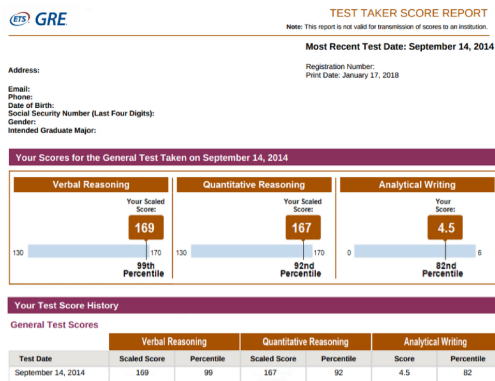 ETS GRE
TEST TAKER SCORE REPORT
Note: This report is not valid for transmission of scores to an institution.
Most Recent Test Date: September 14, 2014
Address:
Registration Number:
Print Date: January 17, 2018
Email:
Phone:
Date of Birth:
Social Security Number (Last Four Digits):
Gender:
Intended Graduate Major:
Your Scores for the General Test Taken on September 14, 2014
Verbal Reasoning
Your Scaled
Score:
169
130 170
99th
Percentile
Quantitative Reasoning
Your Scaled
Score:
167
130 170
92nd
Percentile
Analytical Writing
Your
Score:
4.5
0 6
82nd
Percentile
Your Test Score History
General Test Scores
Verbal Reasoning Quantitative Reasoning Analytical Writing
Test Date Scaled Score Percentile Scaled Score Percentile Score Percentile
September 14, 2014 169 99 167 92 4.5 82